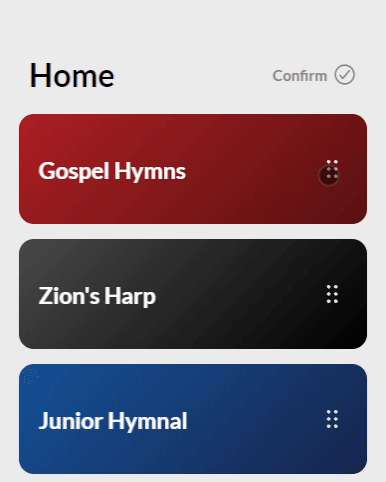 Home
Confirm
Gospel Hymns
Zion's Harp
Junior Hymnal